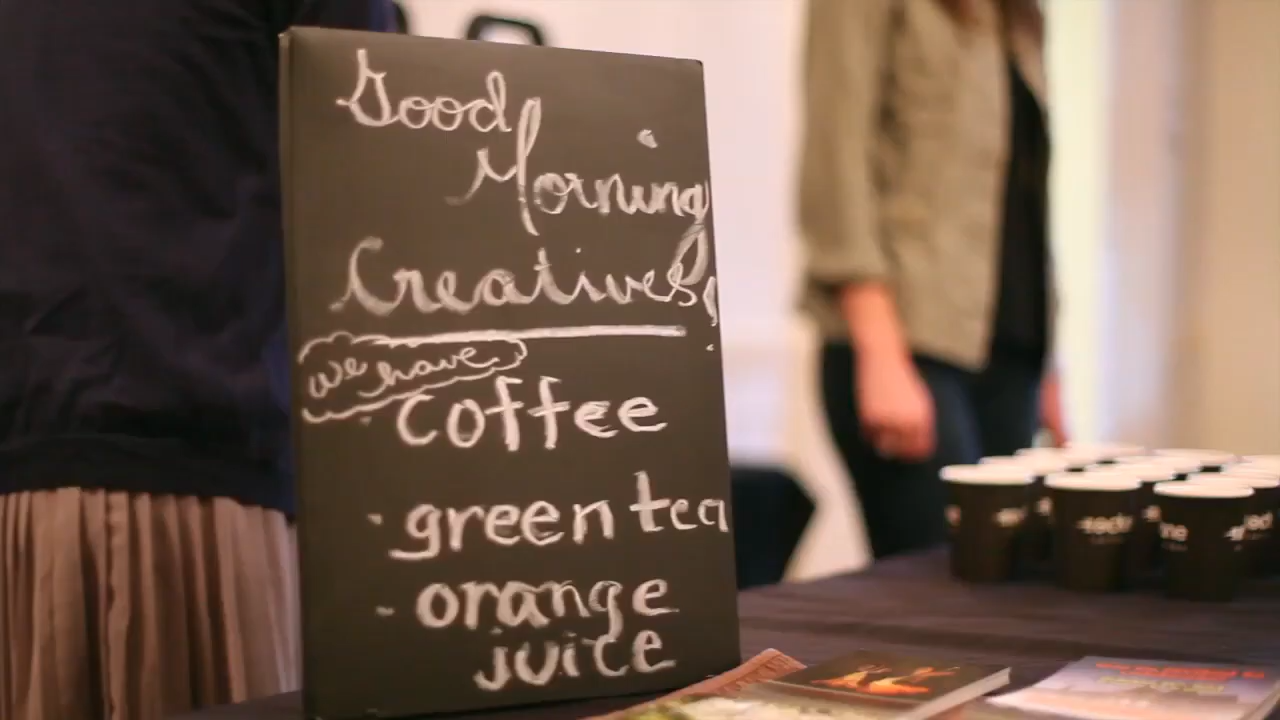 Good
Morning
Creatives!
we have
· coffee
· green tea
- orange
juice